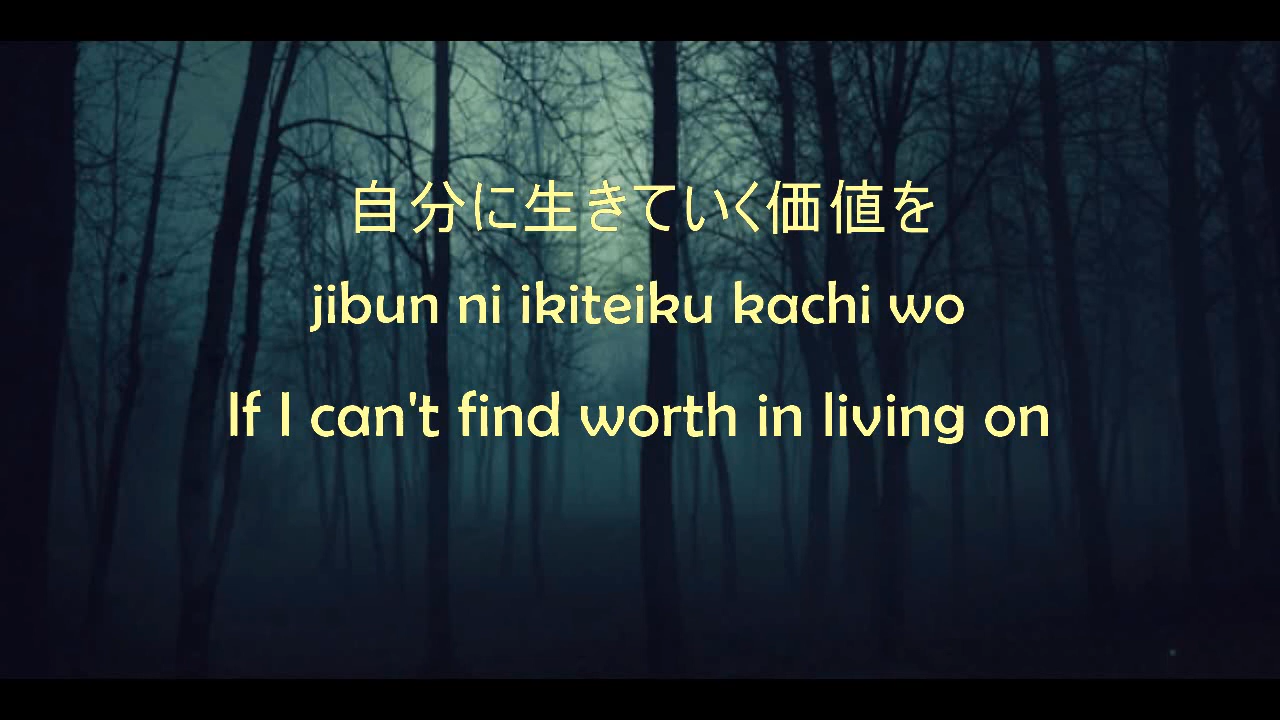 自分に生きていく価値を
jibun ni ikiteiku kachi wo
If I can't find worth in living on